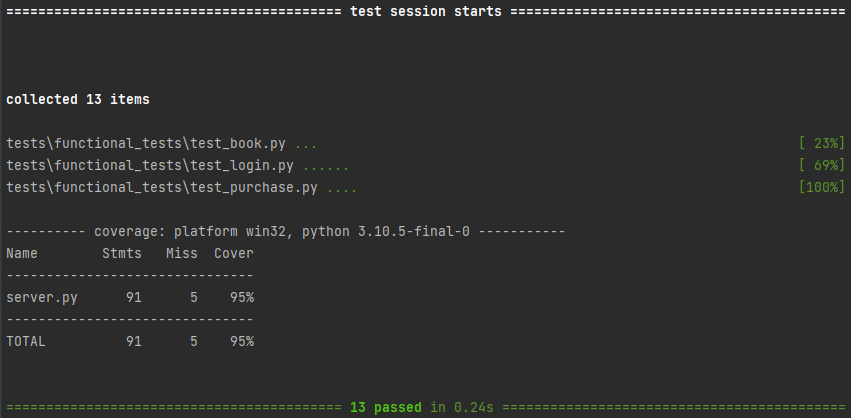 ========================================== test session starts ==========================================
collected 13 items
tests\functional_tests\test_book.py ... [ 23%]
tests\functional_tests\test_login.py ...... [ 69%]
tests\functional_tests\test_purchase.py .... [100%]
---------- coverage: platform win32, python 3.10.5-final-0 -----------
Name        Stmts   Miss  Cover
-------------------------------
server.py      91      5    95%
-------------------------------
TOTAL          91      5    95%
========================================== 13 passed in 0.24s ===========================================